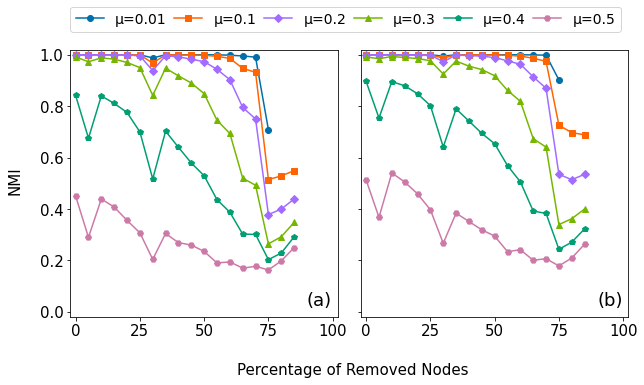 μ=0.01 μ=0.1 μ=0.2 μ=0.3 μ=0.4 μ=0.5
1.0
0.8
0.6
0.4
0.2
0.0
NMI
(a) (b)
0 25 50 75 100 0 25 50 75 100
Percentage of Removed Nodes